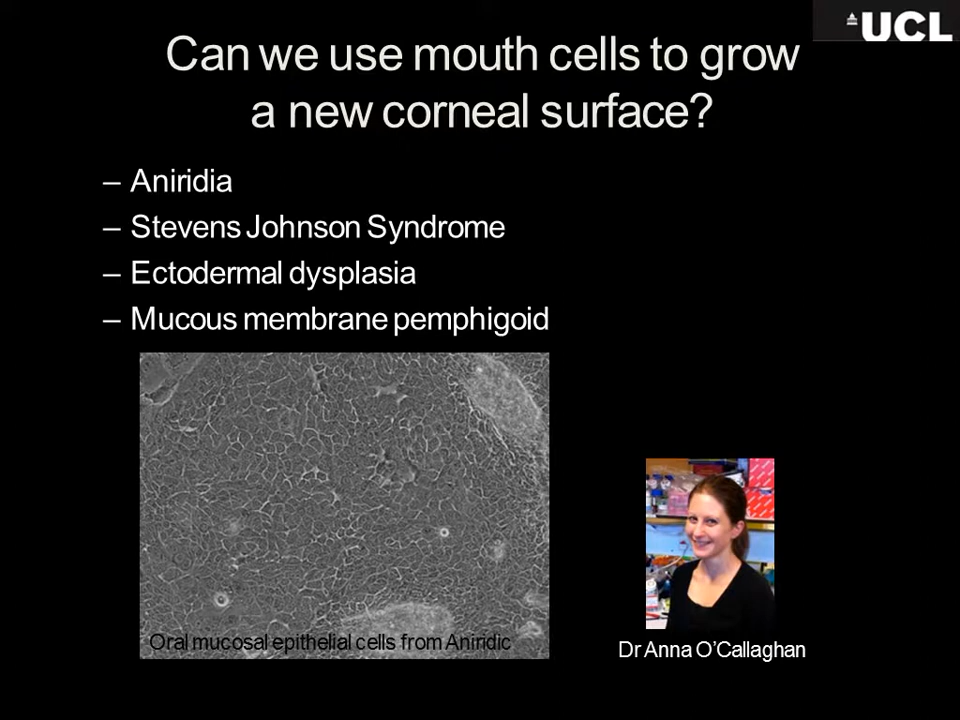 UCL
Can we use mouth cells to grow
a new corneal surface?
– Aniridia
– Stevens Johnson Syndrome
– Ectodermal dysplasia
– Mucous membrane pemphigoid
Oral mucosal epithelial cells from Aniridic
Dr Anna O’Callaghan